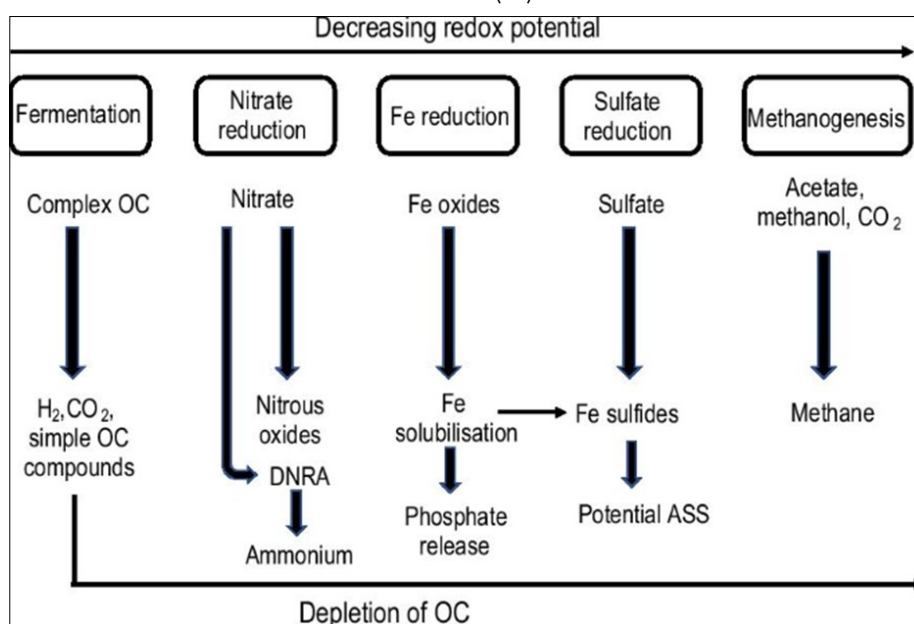 Decreasing redox potential
Fermentation
Nitrate
reduction
Fe reduction
Sulfate
reduction
Methanogenesis
Complex OC
Nitrate
Fe oxides
Sulfate
Acetate,
methanol, CO₂
H₂,CO₂,
simple OC
compounds
Nitrous
oxides
DNRA
Ammonium
Fe
solubilisation
Phosphate
release
Fe sulfides
Potential ASS
Methane
Depletion of OC